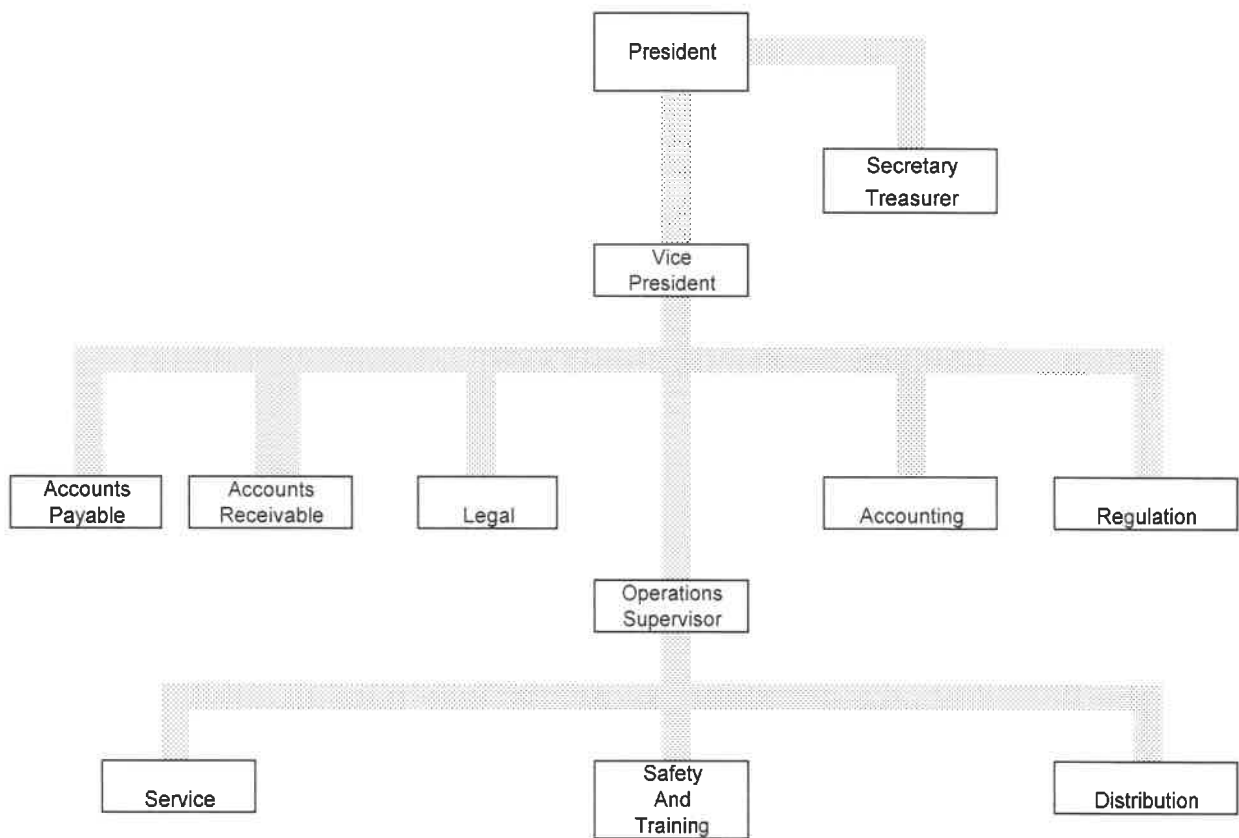 President
Secretary
Treasurer
Vice
President
Accounts
Payable
Accounts
Receivable
Legal
Accounting
Regulation
Operations
Supervisor
Service
Safety
And
Training
Distribution